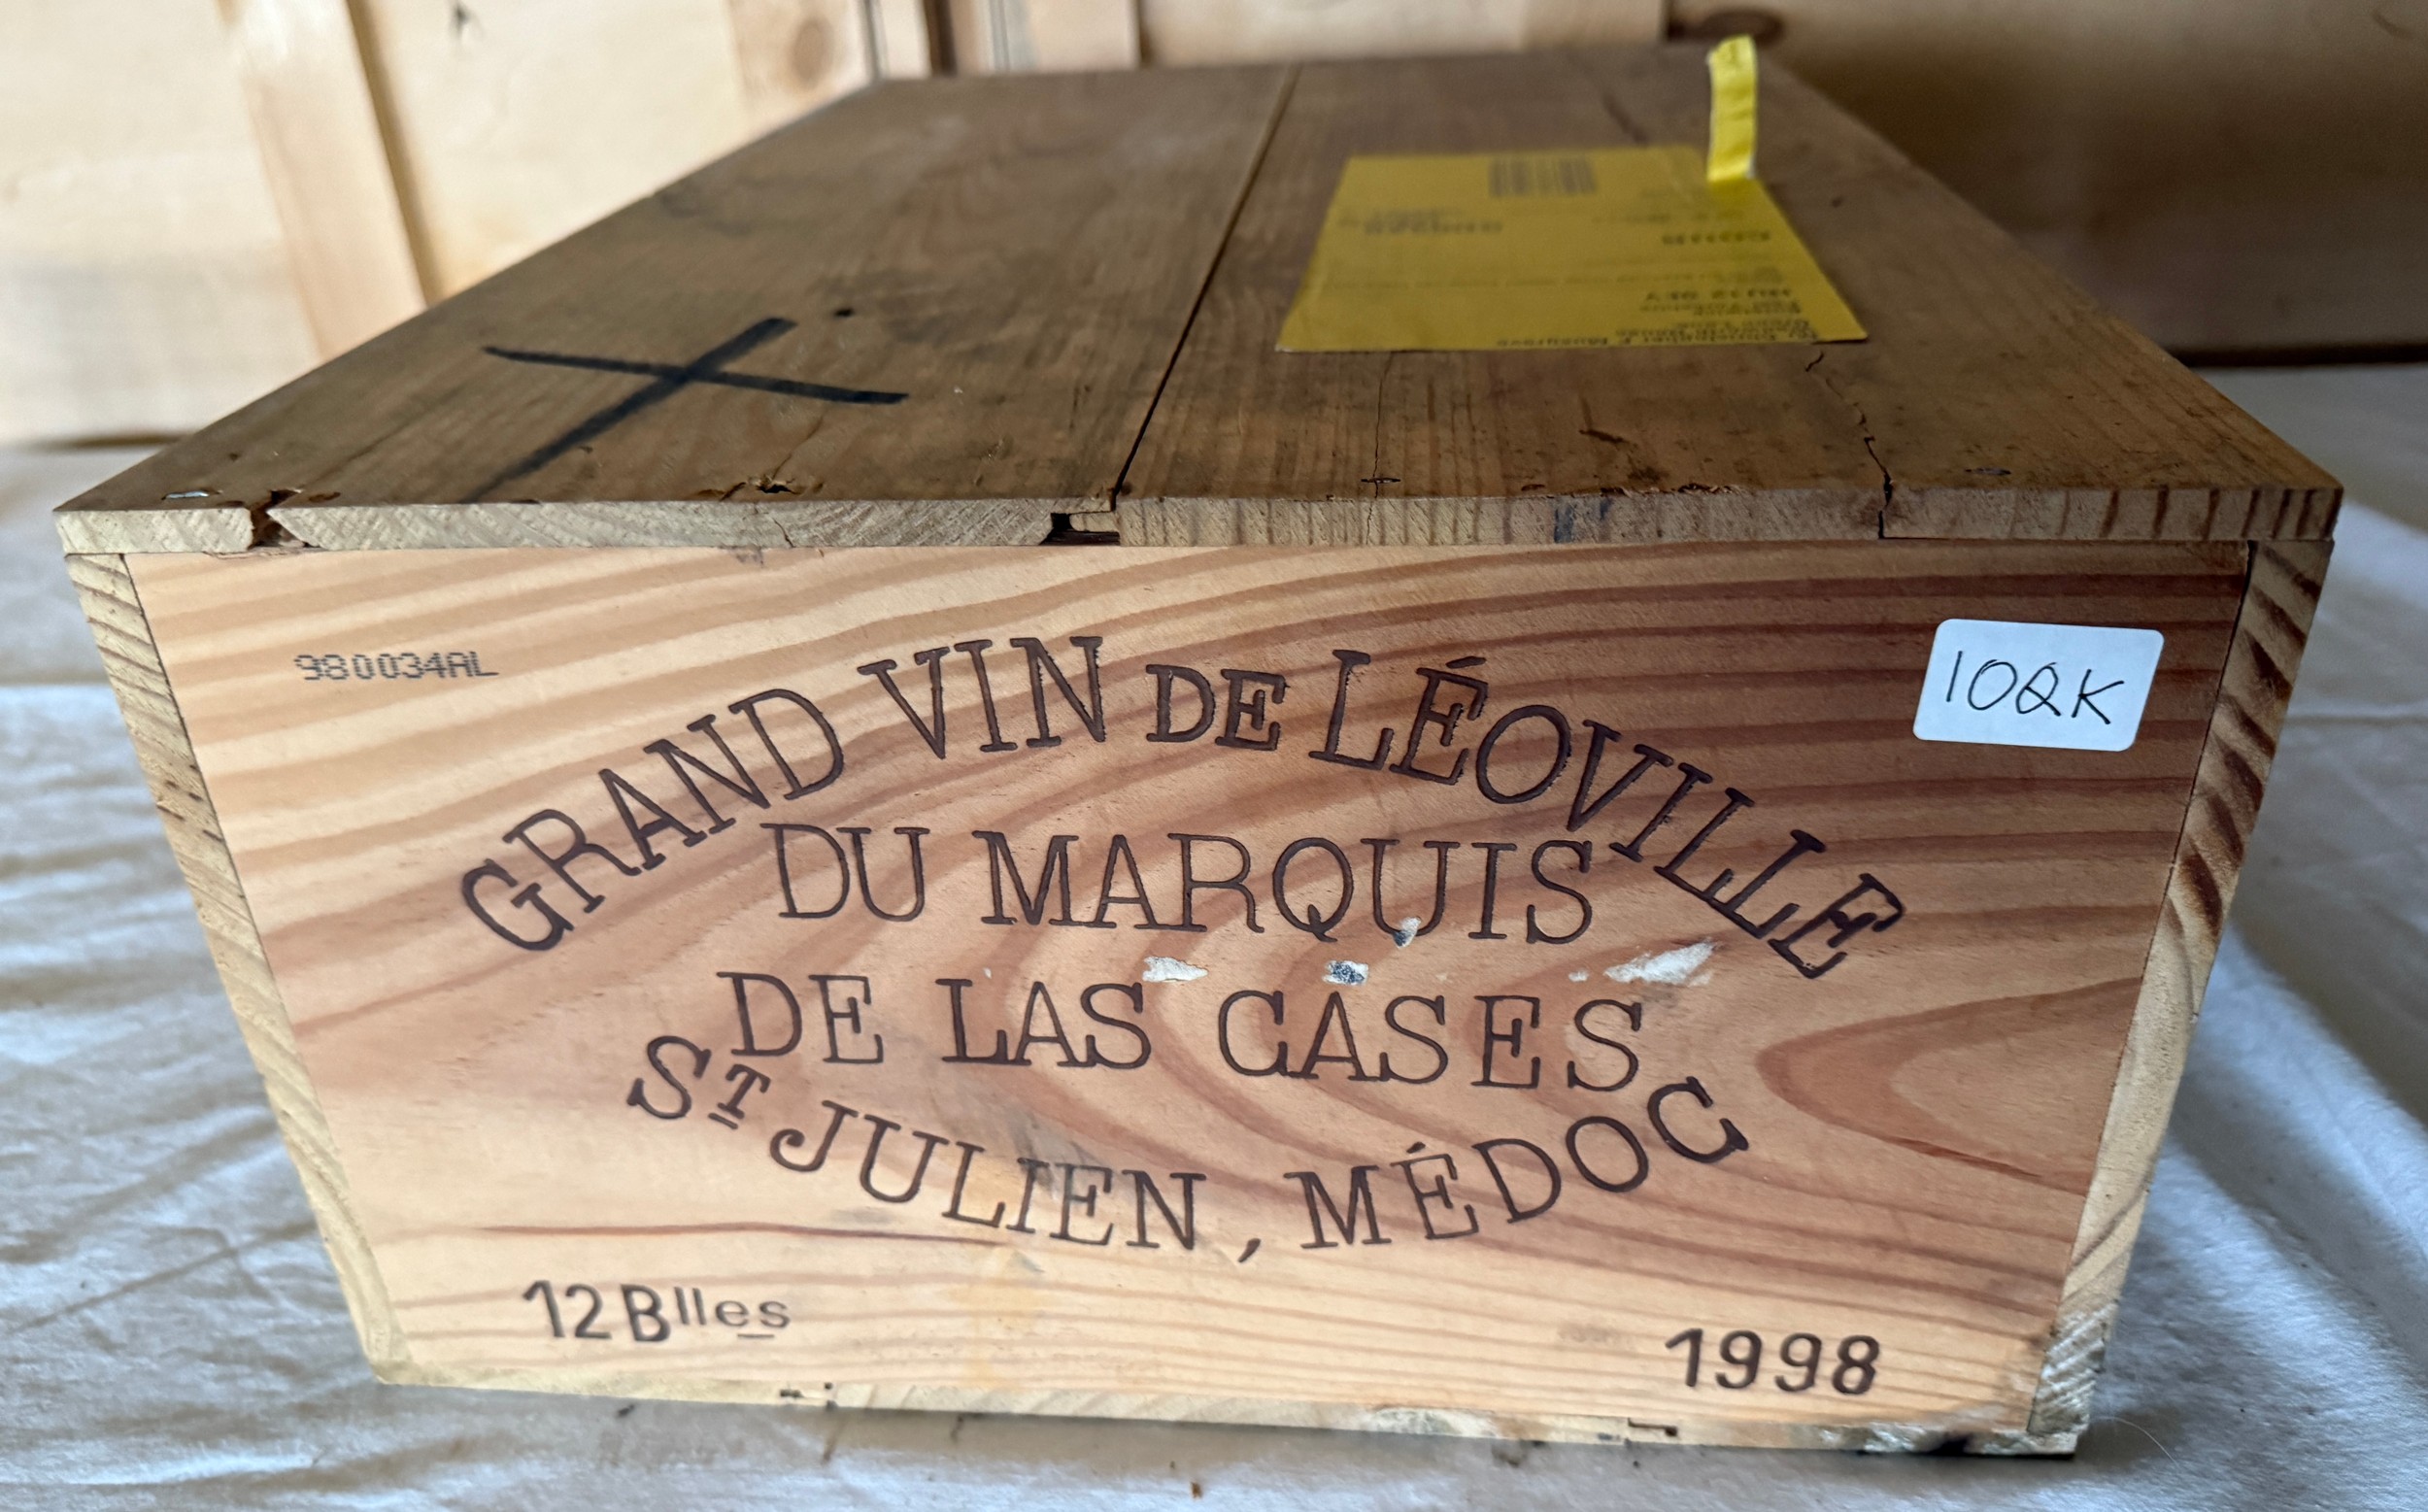 980034AL
10QK
GRAND VIN DE LÉOVILLE
DU MARQUIS
DE LAS CASES
ST JULIEN, MÉDOC
12 Blles
1998